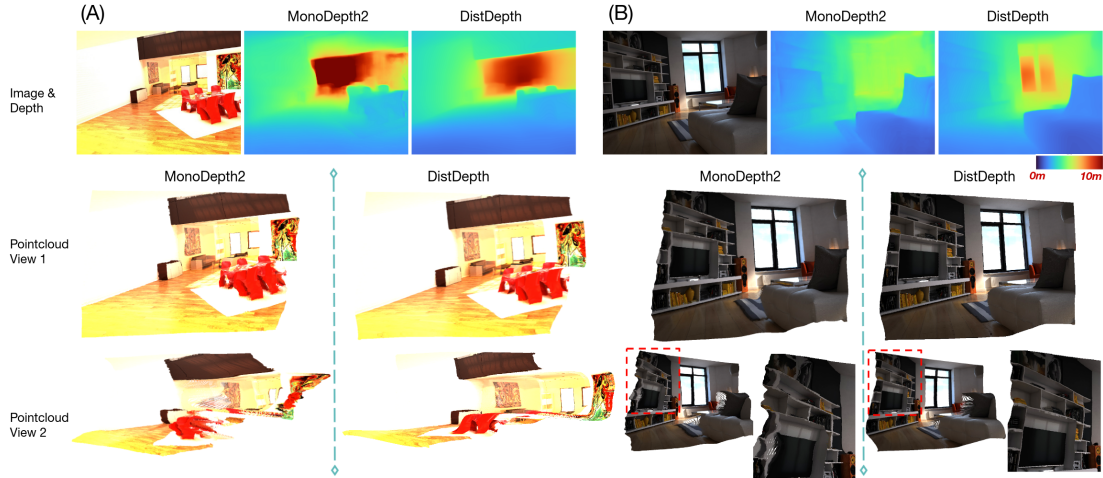 (A)
MonoDepth2
DistDepth
(B)
MonoDepth2
DistDepth
Image &
Depth
0m
10m
MonoDepth2
DistDepth
MonoDepth2
DistDepth
Pointcloud
View 1
Pointcloud
View 2